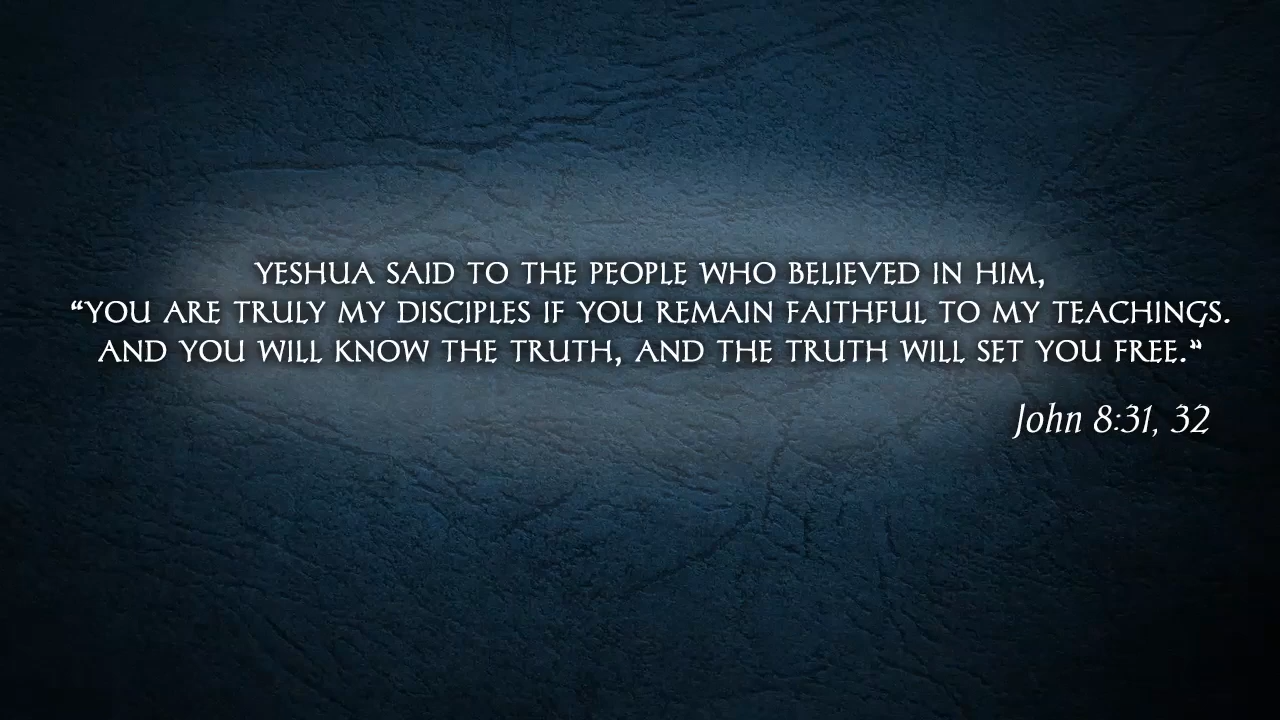 YESHUA SAID TO THE PEOPLE WHO BELIEVED IN HIM,
“YOU ARE TRULY MY DISCIPLES IF YOU REMAIN FAITHFUL TO MY TEACHINGS.
AND YOU WILL KNOW THE TRUTH, AND THE TRUTH WILL SET YOU FREE.”
John 8:31, 32